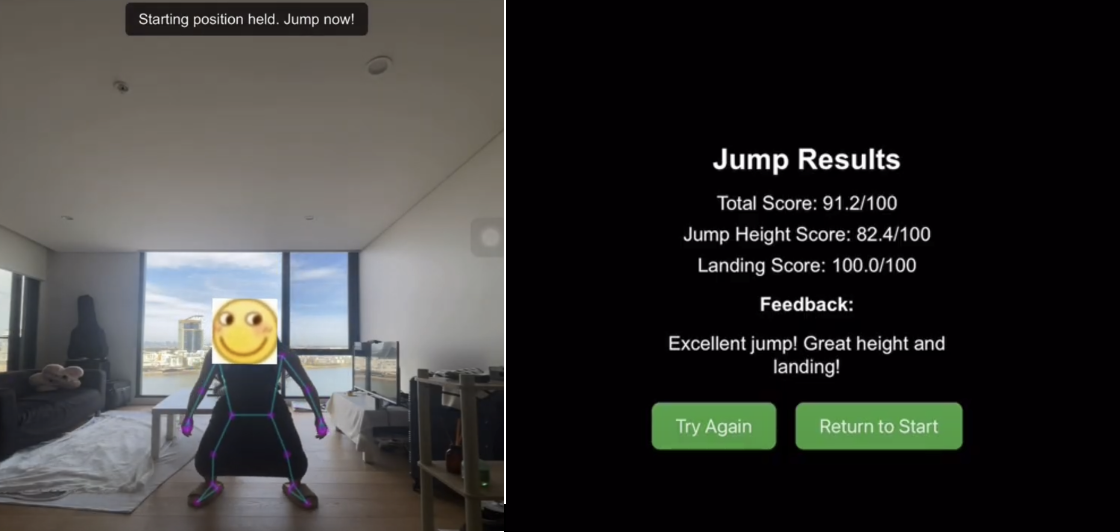 Starting position held. Jump now!
Jump Results
Total Score: 91.2/100
Jump Height Score: 82.4/100
Landing Score: 100.0/100
Feedback:
Excellent jump! Great height and
landing!
Try Again
Return to Start